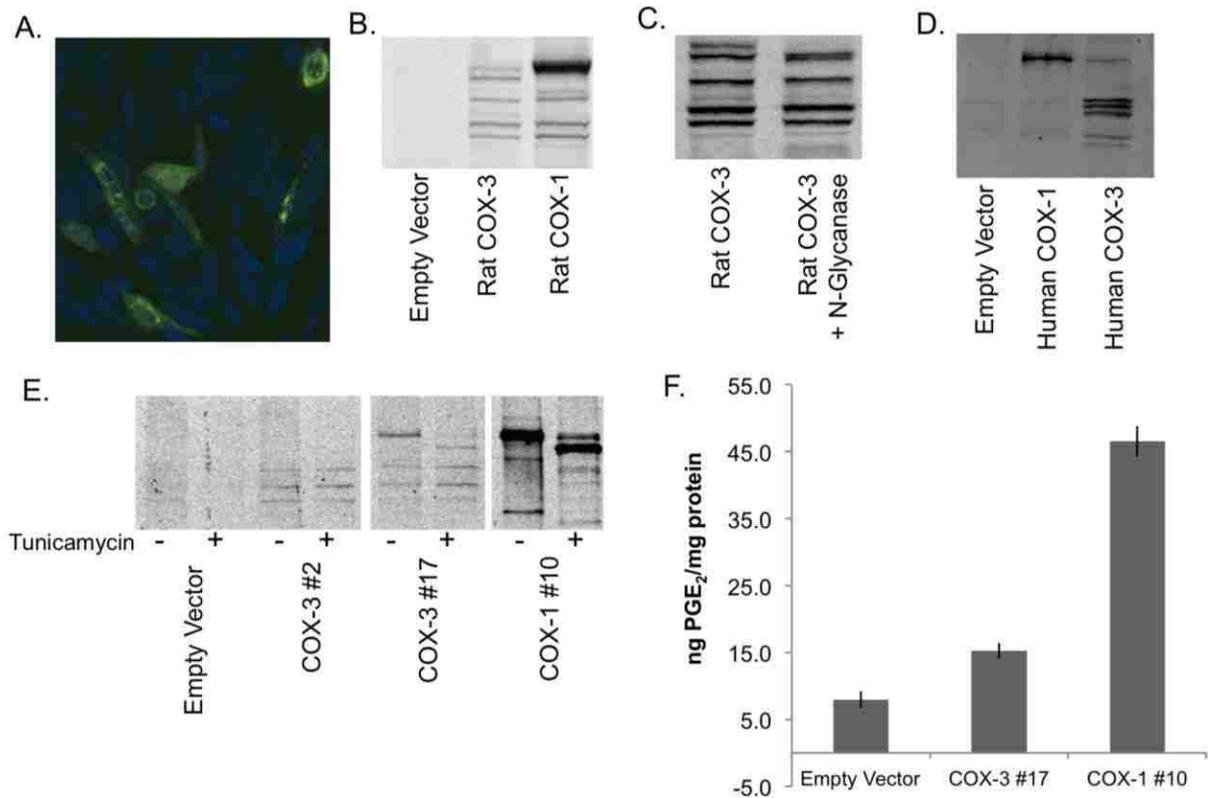 A.
B.
Empty Vector
Rat COX-3
Rat COX-1
C.
Rat COX-3
Rat COX-3
+ N-Glycanase
D.
Empty Vector
Human COX-1
Human COX-3
E.
Tunicamycin - + - + - + - +
Empty Vector
COX-3 #2
COX-3 #17
COX-1 #10
F.
ng PGE₂/mg protein
55.0
45.0
35.0
25.0
15.0
5.0
-5.0
Empty Vector
COX-3 #17
COX-1 #10